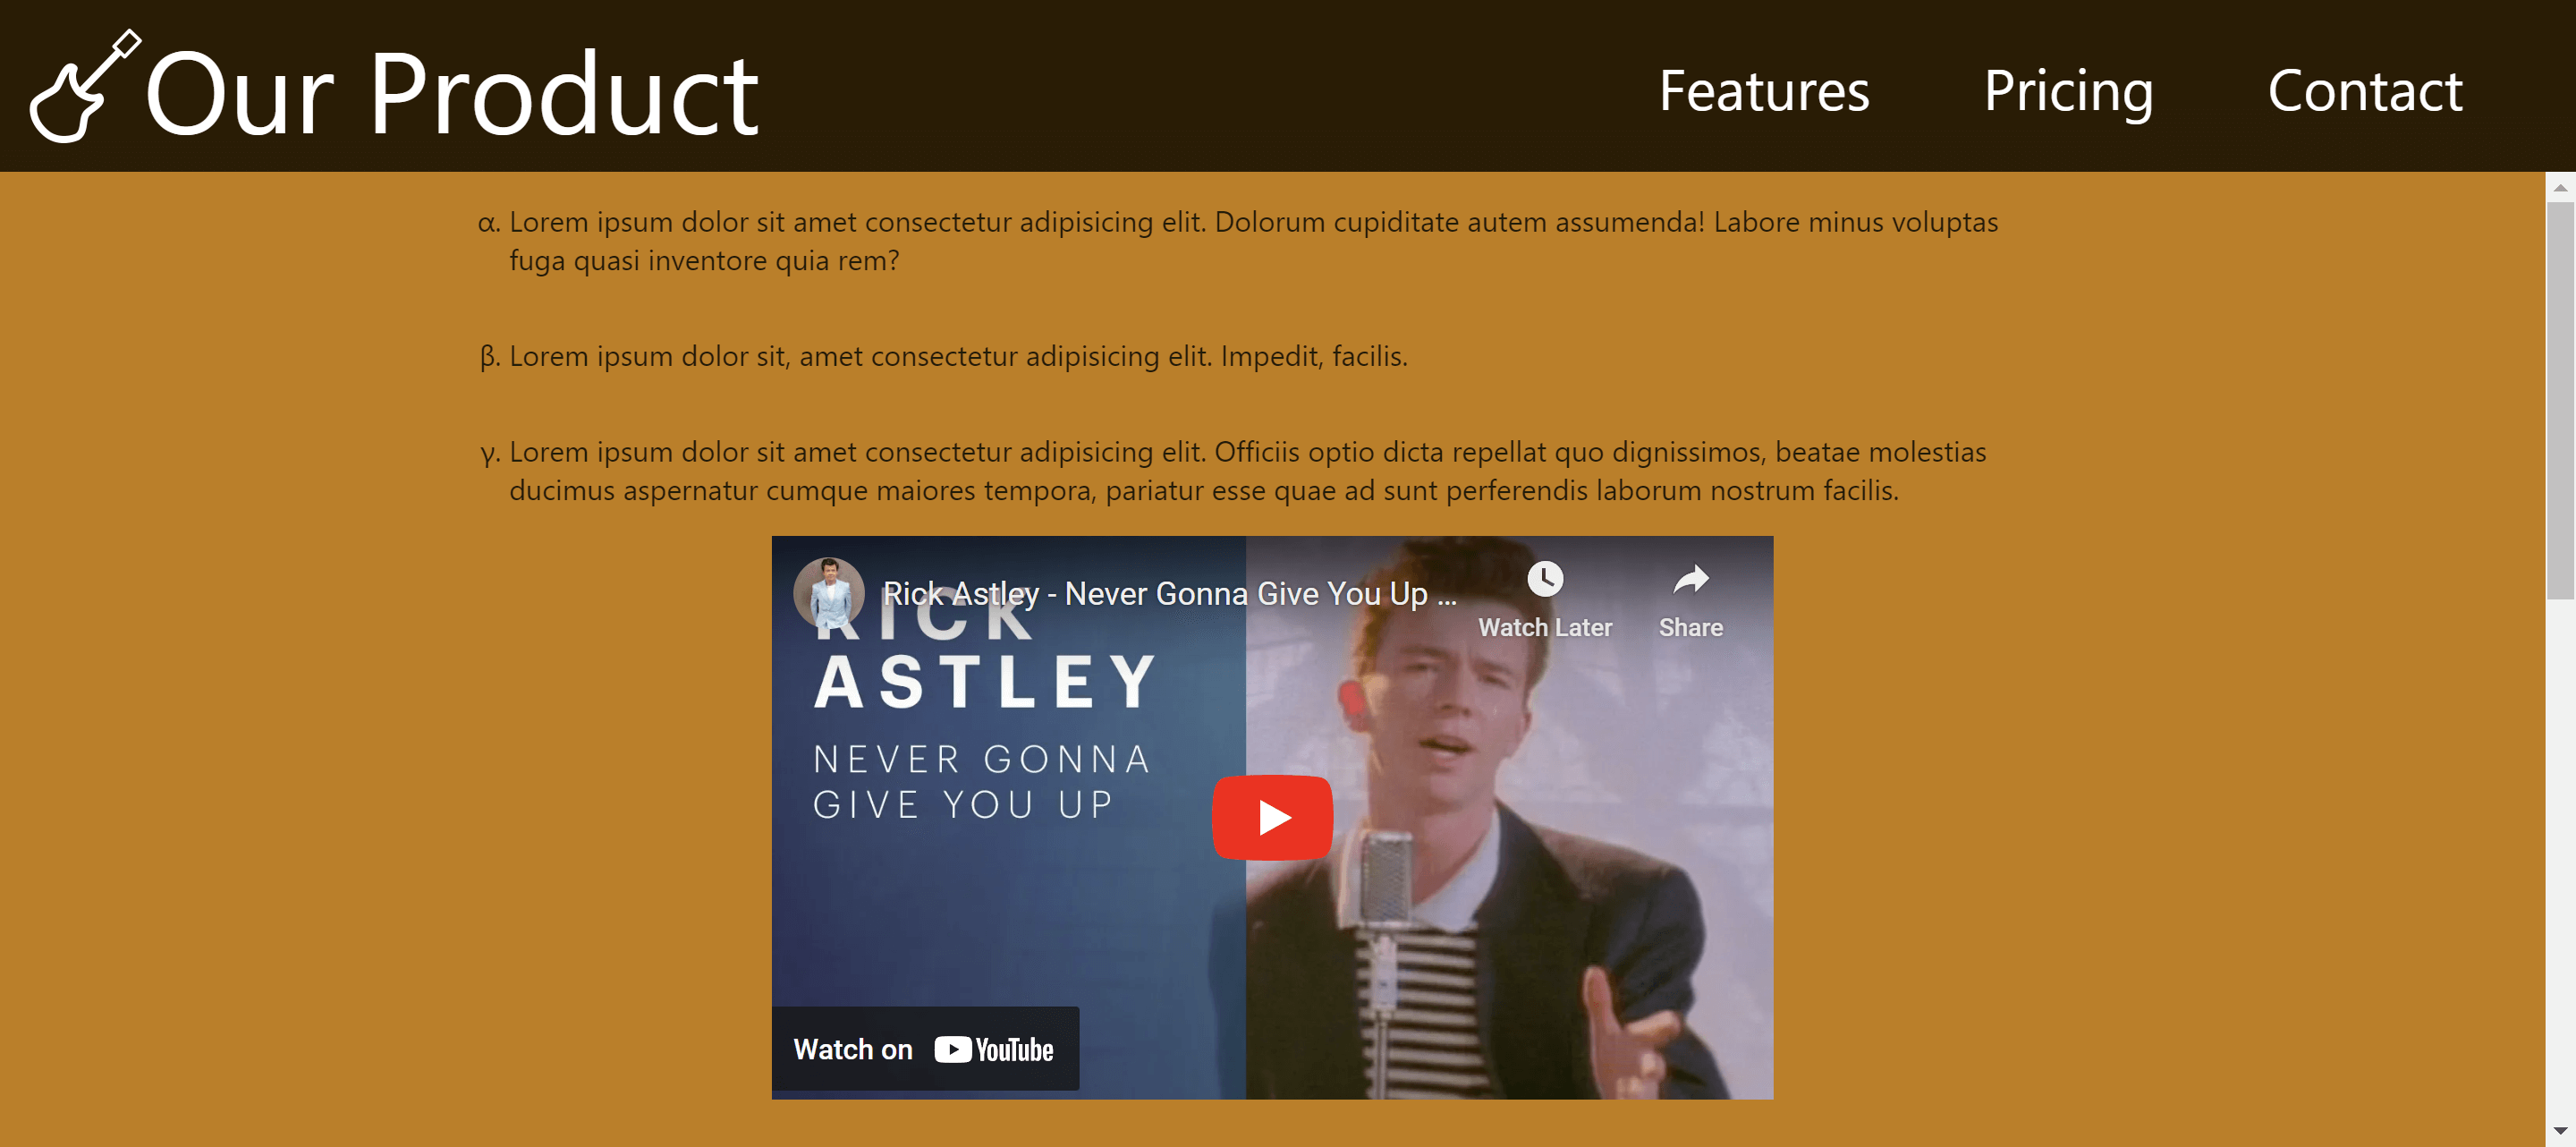 Our Product
Features
Pricing
Contact
α. Lorem ipsum dolor sit amet consectetur adipisicing elit. Dolorum cupiditate autem assumenda! Labore minus voluptas
fuga quasi inventore quia rem?
β. Lorem ipsum dolor sit, amet consectetur adipisicing elit. Impedit, facilis.
γ. Lorem ipsum dolor sit amet consectetur adipisicing elit. Officiis optio dicta repellat quo dignissimos, beatae molestias
ducimus aspernatur cumque maiores tempora, pariatur esse quae ad sunt perferendis laborum nostrum facilis.
Rick Astley - Never Gonna Give You Up ...
Watch Later
Share
RICK
ASTLEY
NEVER GONNA
GIVE YOU UP
Watch on YouTube